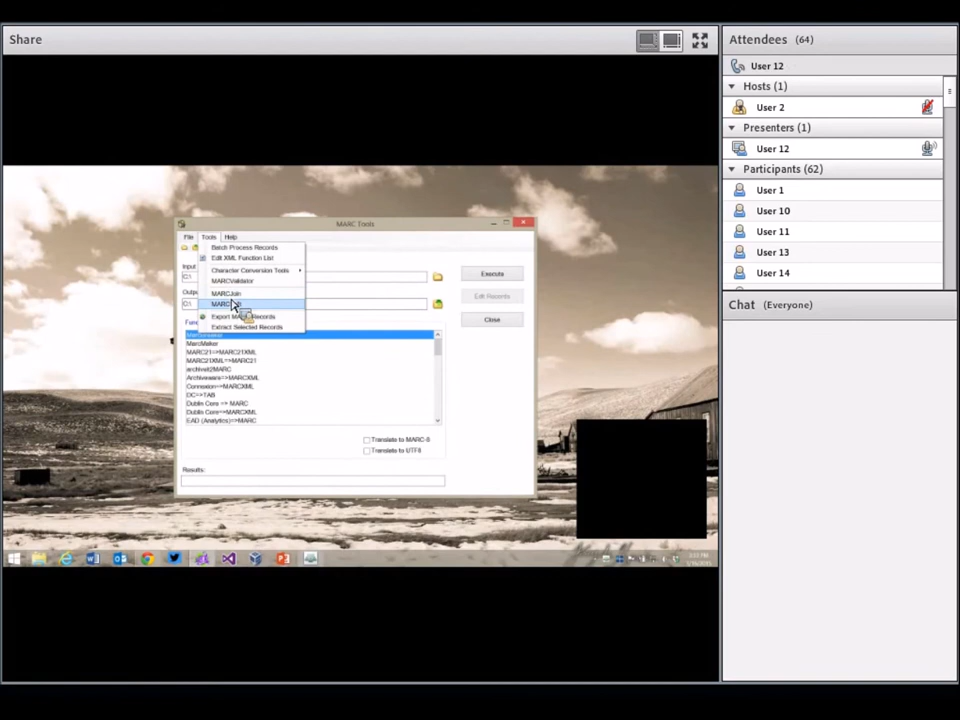 Share
MARC Tools
File Tools Help
Batch Process Records
Edit XML Function List
Character Conversion Tools
MARCValidator
MARCJoin
Export Records
Extract Selected Records
Input
C:\
Execute
Edit Records
C:\
Close
MarcMaker
MARC21=>MARC21XML
MARC21XML=>MARC21
archiveit2MARC
Archiveware=>MARCXML
Connexion=>MARCXML
DC=>TAB
Dublin Core => MARC
Dublin Core=>MARCXML
EAD (Analytics)=>MARC
Translate to MARC-8
Translate to UTF8
Results:
Attendees (64)
User 12
Hosts (1)
User 2
Presenters (1)
User 12
Participants (62)
User 1
User 10
User 11
User 13
User 14
Chat (Everyone)